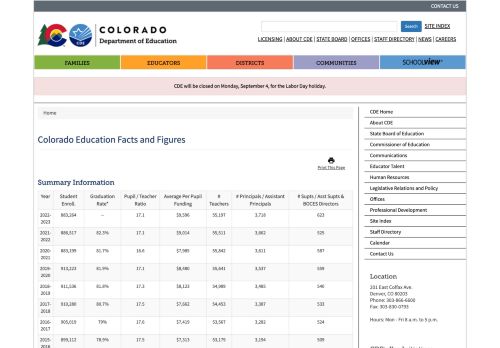 CONTACT US
COLORADO
Department of Education
CDE
Search
SITE INDEX
LICENSING | ABOUT CDE | STATE BOARD | OFFICES | STAFF DIRECTORY | NEWS | CAREERS
FAMILIES
EDUCATORS
DISTRICTS
COMMUNITIES
SCHOOLVIEW
CDE will be closed on Monday, September 4, for the Labor Day holiday.
Home
Colorado Education Facts and Figures
Print This Page
Summary Information
Year Student Enroll. Graduation Rate* Pupil / Teacher Ratio Average Per Pupil Funding # Teachers # Principals / Assistant Principals # Supts / Asst Supts & BOCES Directors
2022-2023 883,264 -- 17.1 $9,596 55,197 3,718 623
2021-2022 886,517 82.3% 17.1 $9,014 55,511 3,662 625
2020-2021 883,199 81.7% 16.6 $7,985 55,842 3,611 587
2019-2020 913,223 81.9% 17.1 $8,480 55,641 3,537 559
2018-2019 911,536 81.8% 17.3 $8,123 54,989 3,465 540
2017-2018 910,280 80.7% 17.5 $7,662 54,453 3,387 533
2016-2017 905,019 79% 17.6 $7,419 53,567 3,282 524
2015-2016 899,112 78.9% 17.5 $7,313 53,179 3,194 509
CDE Home
About CDE
State Board of Education
Commissioner of Education
Communications
Educator Talent
Human Resources
Legislative Relations and Policy
Offices
Professional Development
Site Index
Staff Directory
Calendar
Contact Us
Location
201 East Colfax Ave.
Denver, CO 80203
Phone: 303-866-6600
Fax: 303-830-0793
Hours: Mon - Fri 8 a.m. to 5 p.m.